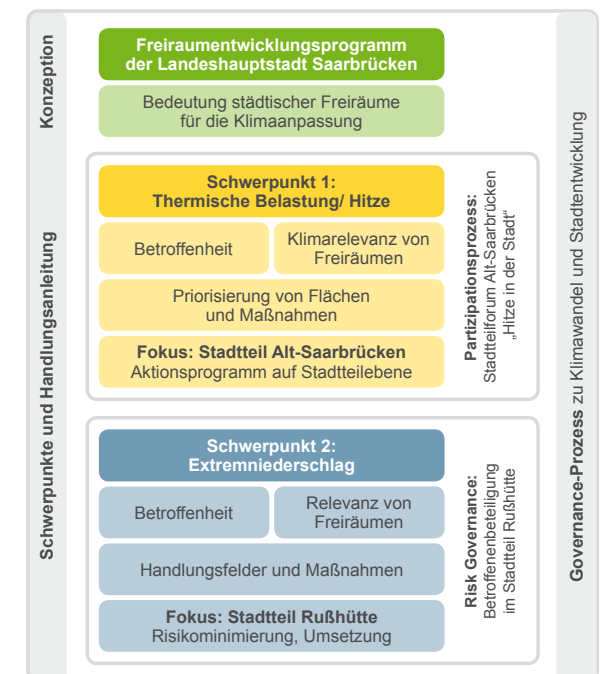 Konzeption
Freiraumentwicklungsprogramm
der Landeshauptstadt Saarbrücken
Bedeutung städtischer Freiräume
für die Klimaanpassung
Schwerpunkte und Handlungsanleitung
Schwerpunkt 1:
Thermische Belastung/ Hitze
Betroffenheit
Klimarelevanz von
Freiräumen
Priorisierung von Flächen
und Maßnahmen
Fokus: Stadtteil Alt-Saarbrücken
Aktionsprogramm auf Stadtteilebene
Partizipationsprozess:
Stadtteilforum Alt-Saarbrücken
„Hitze in der Stadt“
Schwerpunkt 2:
Extremniederschlag
Betroffenheit
Relevanz von
Freiräumen
Handlungsfelder und Maßnahmen
Fokus: Stadtteil Rußhütte
Risikominimierung, Umsetzung
Risk Governance:
Betroffenenbeteiligung
im Stadtteil Rußhütte
Governance-Prozess zu Klimawandel und Stadtentwicklung